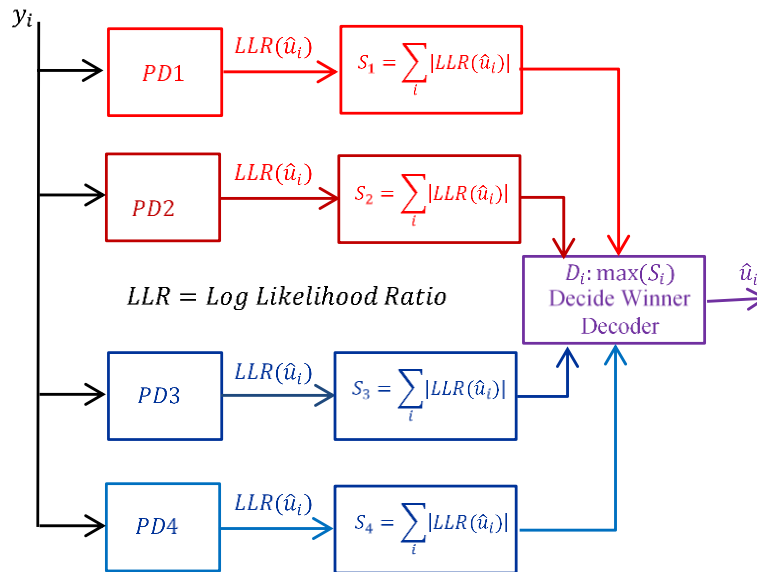 y_i
PD1
LLR(û_i)
S_1 = ∑_i |LLR(û_i)|
PD2
LLR(û_i)
S_2 = ∑_i |LLR(û_i)|
LLR = Log Likelihood Ratio
D_i: max(S_i)
Decide Winner
Decoder
û_i
PD3
LLR(û_i)
S_3 = ∑_i |LLR(û_i)|
PD4
LLR(û_i)
S_4 = ∑_i |LLR(û_i)|